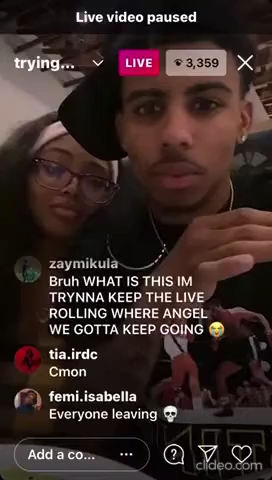 Live video paused
trying...
LIVE
3,359
zaymikula
Bruh WHAT IS THIS IM
TRYNNA KEEP THE LIVE
ROLLING WHERE ANGEL
WE GOTTA KEEP GOING 😭
tia.irdc
Cmon
femi.isabella
Everyone leaving 💀
Add a co...
clideo.com